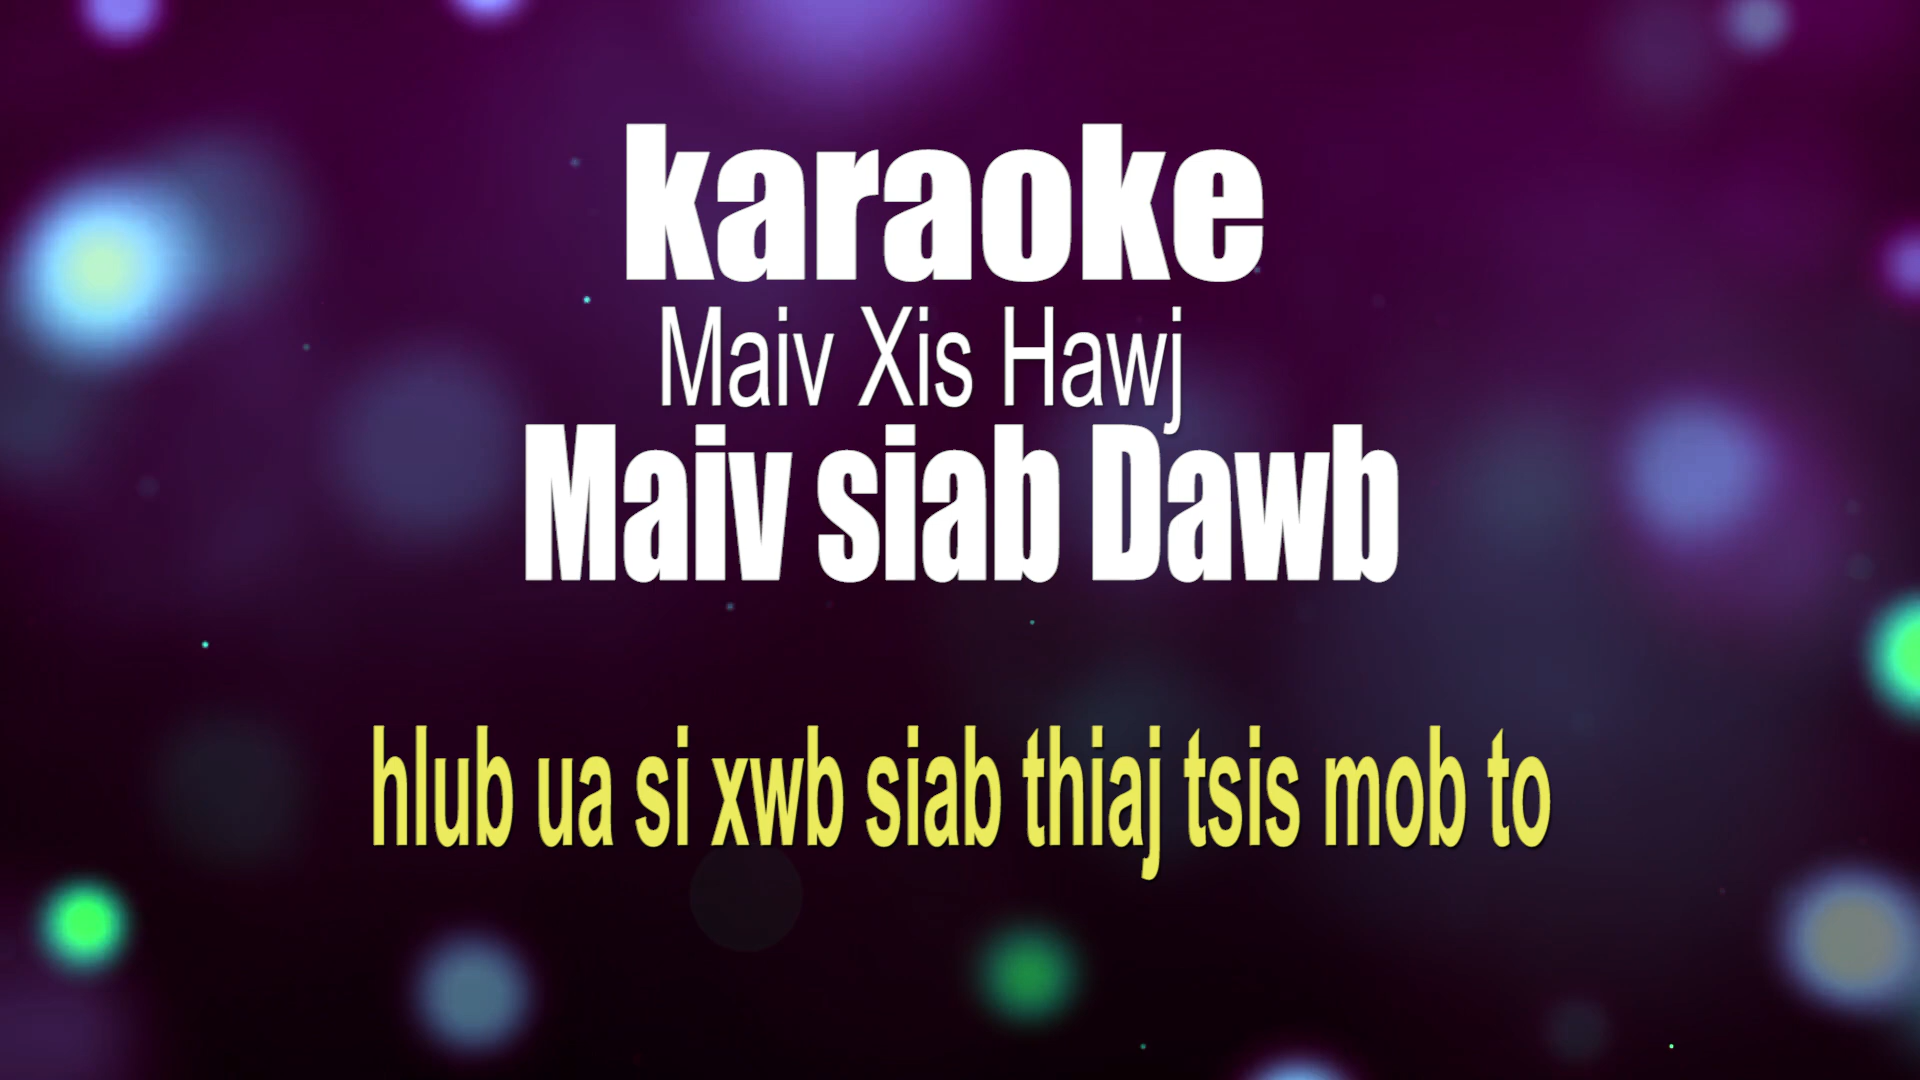 karaoke
Maiv Xis Hawj
Maiv siab Dawb
hlub ua si xwb siab thiaj tsis mob to